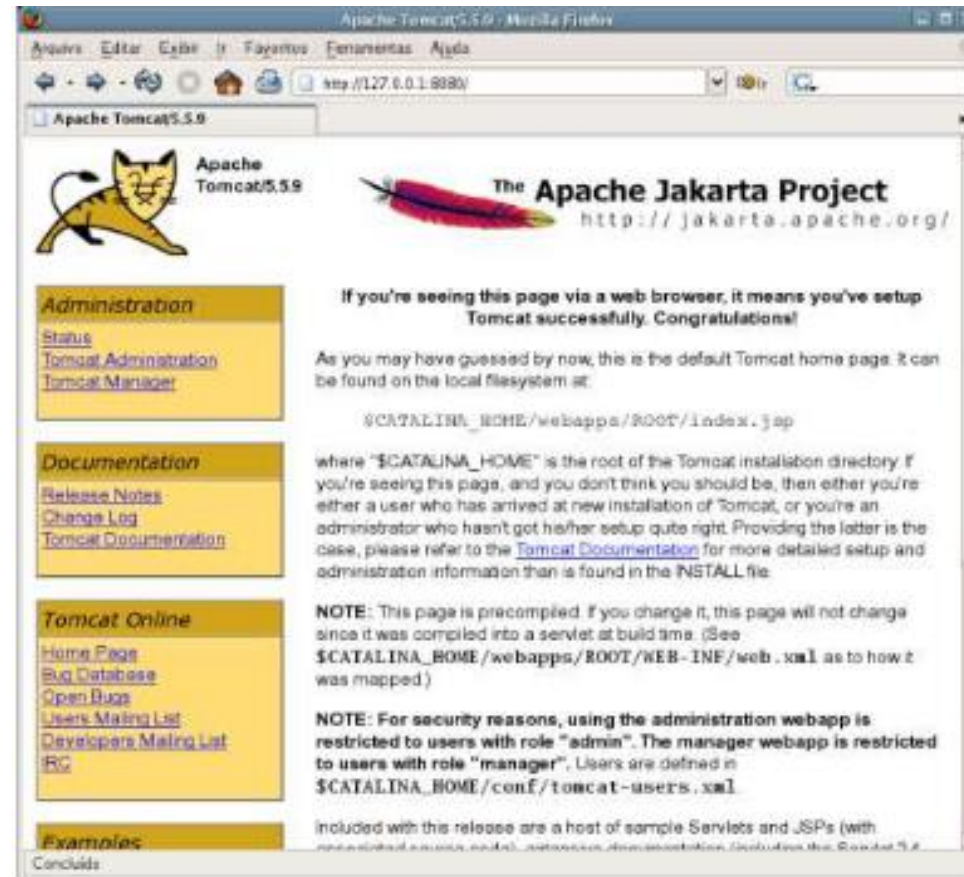 Apache Tomcat/5.5.9 - Mozilla Firefox
Arquivo Editar Exibir Ir Favoritos Ferramentas Ajuda
http://127.0.0.1:8080/ Ir
Apache Tomcat/5.5.9
Apache
Tomcat/5.5.9
The Apache Jakarta Project
http://jakarta.apache.org/
Administration
Status
Tomcat Administration
Tomcat Manager
Documentation
Release Notes
Change Log
Tomcat Documentation
Tomcat Online
Home Page
Bug Database
Open Bugs
Users Mailing List
Developers Mailing List
IRC
Examples
If you're seeing this page via a web browser, it means you've setup
Tomcat successfully. Congratulations!
As you may have guessed by now, this is the default Tomcat home page. It can
be found on the local filesystem at:
$CATALINA_HOME/webapps/ROOT/index.jsp
where "$CATALINA_HOME" is the root of the Tomcat installation directory. If
you're seeing this page, and you don't think you should be, then either you're
either a user who has arrived at new installation of Tomcat, or you're an
administrator who hasn't got his/her setup quite right. Providing the latter is the
case, please refer to the Tomcat Documentation for more detailed setup and
administration information than is found in the INSTALL file.
NOTE: This page is precompiled. If you change it, this page will not change
since it was compiled into a servlet at build time. (See
$CATALINA_HOME/webapps/ROOT/WEB-INF/web.xml as to how it
was mapped.)
NOTE: For security reasons, using the administration webapp is
restricted to users with role "admin". The manager webapp is restricted
to users with role "manager". Users are defined in
$CATALINA_HOME/conf/tomcat-users.xml.
Included with this release are a host of sample Servlets and JSPs (with
associated source code), extensive documentation (including the Servlet 2.4
Concluído